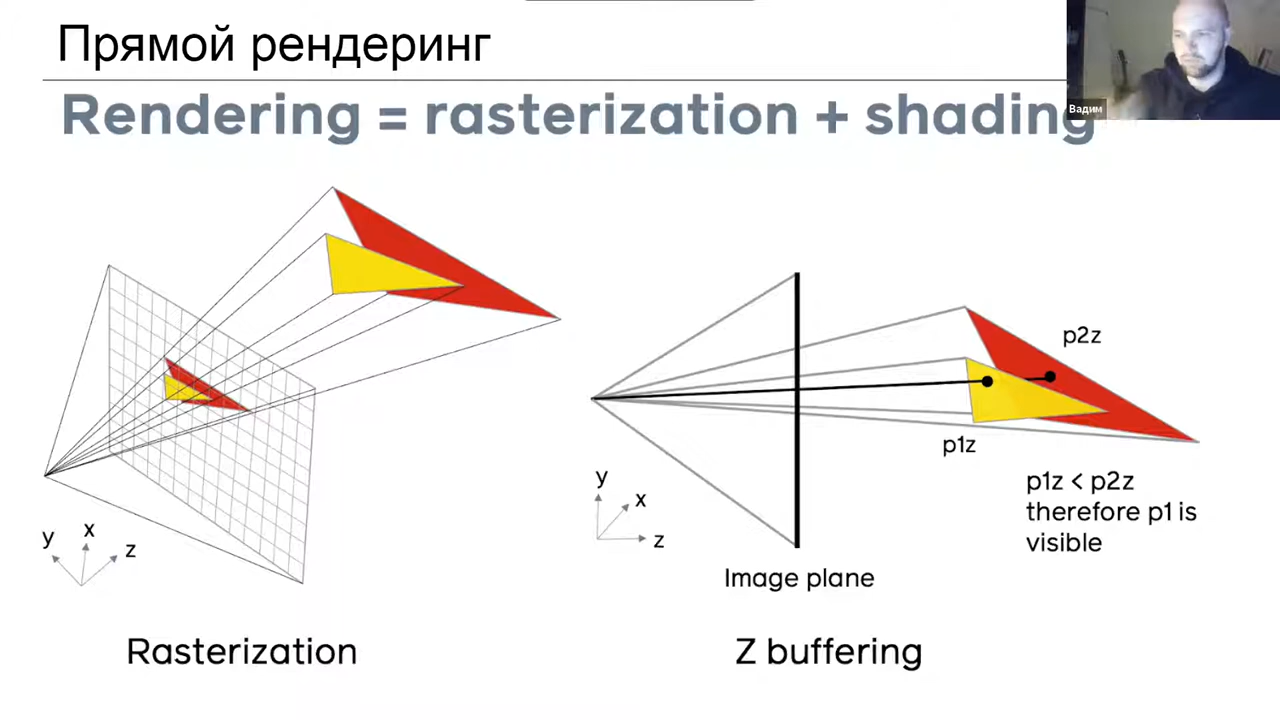 Прямой рендеринг
Вадим
Rendering = rasterization + shading
y
x
z
Rasterization
p2z
p1z
p1z < p2z
therefore p1 is
visible
y
x
z
Image plane
Z buffering